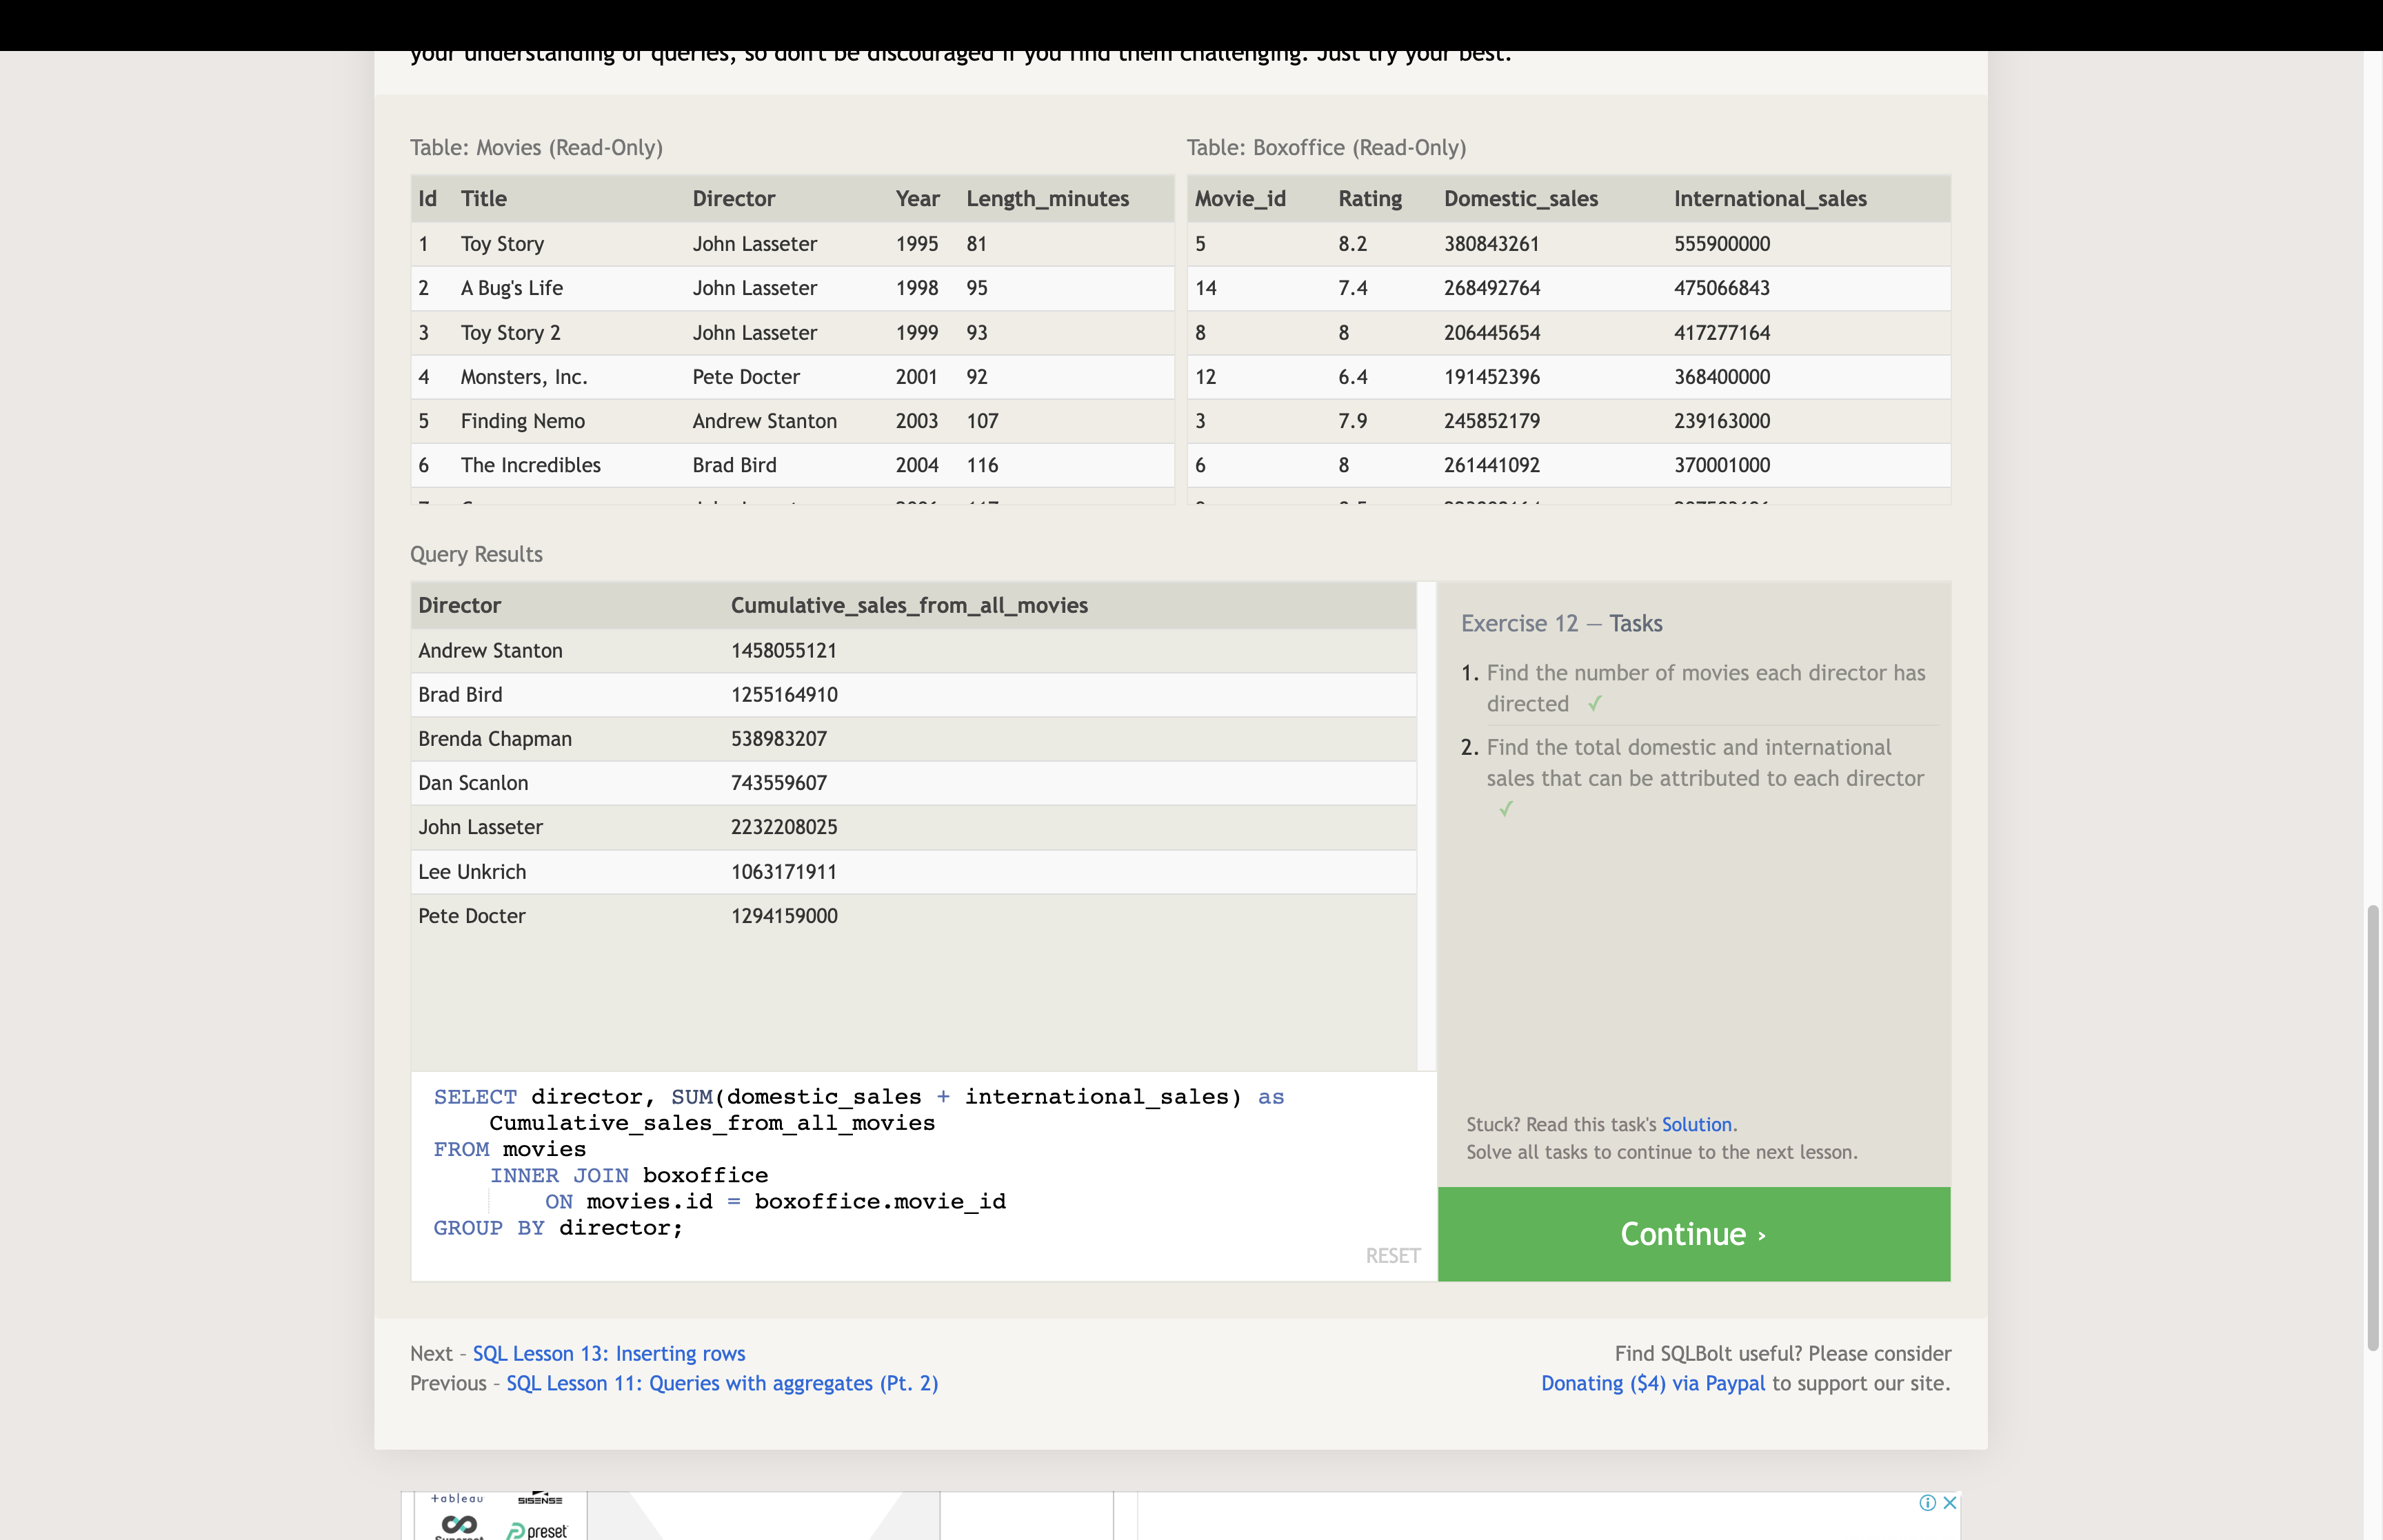 your understanding of queries, so don't be discouraged if you find them challenging. Just try your best.
Table: Movies (Read-Only)
Id Title Director Year Length_minutes
1 Toy Story John Lasseter 1995 81
2 A Bug's Life John Lasseter 1998 95
3 Toy Story 2 John Lasseter 1999 93
4 Monsters, Inc. Pete Docter 2001 92
5 Finding Nemo Andrew Stanton 2003 107
6 The Incredibles Brad Bird 2004 116
Table: Boxoffice (Read-Only)
Movie_id Rating Domestic_sales International_sales
5 8.2 380843261 555900000
14 7.4 268492764 475066843
8 8 206445654 417277164
12 6.4 191452396 368400000
3 7.9 245852179 239163000
6 8 261441092 370001000
Query Results
Director Cumulative_sales_from_all_movies
Andrew Stanton 1458055121
Brad Bird 1255164910
Brenda Chapman 538983207
Dan Scanlon 743559607
John Lasseter 2232208025
Lee Unkrich 1063171911
Pete Docter 1294159000
SELECT director, SUM(domestic_sales + international_sales) as
Cumulative_sales_from_all_movies
FROM movies
INNER JOIN boxoffice
ON movies.id = boxoffice.movie_id
GROUP BY director;
RESET
Exercise 12 — Tasks
1. Find the number of movies each director has
directed ✓
2. Find the total domestic and international
sales that can be attributed to each director
✓
Stuck? Read this task's Solution.
Solve all tasks to continue to the next lesson.
Continue ›
Next – SQL Lesson 13: Inserting rows
Previous – SQL Lesson 11: Queries with aggregates (Pt. 2)
Find SQLBolt useful? Please consider
Donating ($4) via Paypal to support our site.
+ableau
SISENSE
preset